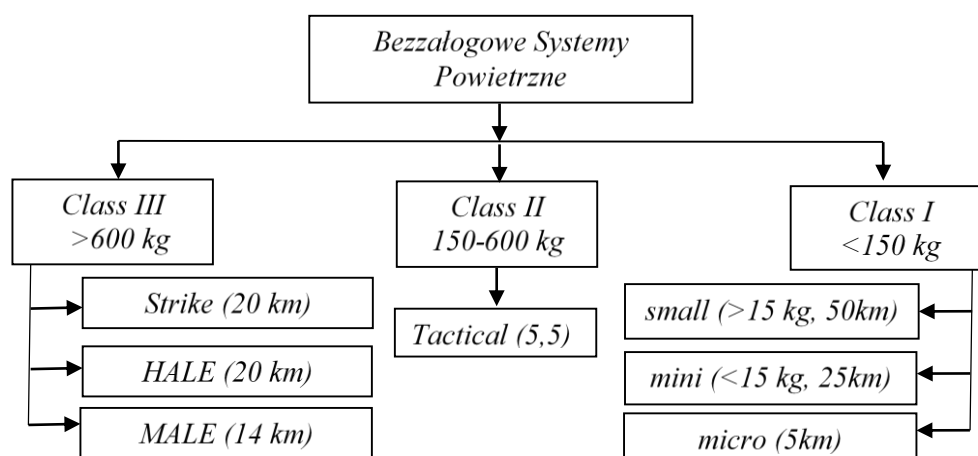 Bezzałogowe Systemy
Powietrzne
Class III
>600 kg
Class II
150-600 kg
Class I
<150 kg
Strike (20 km)
HALE (20 km)
MALE (14 km)
Tactical (5,5)
small (>15 kg, 50km)
mini (<15 kg, 25km)
micro (5km)